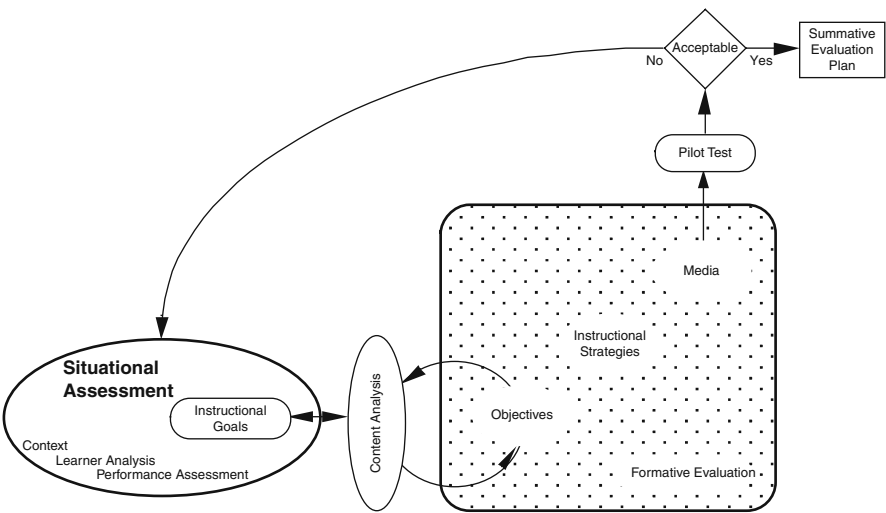 Summative
Evaluation
Plan
Acceptable
No
Yes
Pilot Test
Media
Instructional
Strategies
Situational
Assessment
Instructional
Goals
Content Analysis
Objectives
Context
Learner Analysis
Performance Assessment
Formative Evaluation